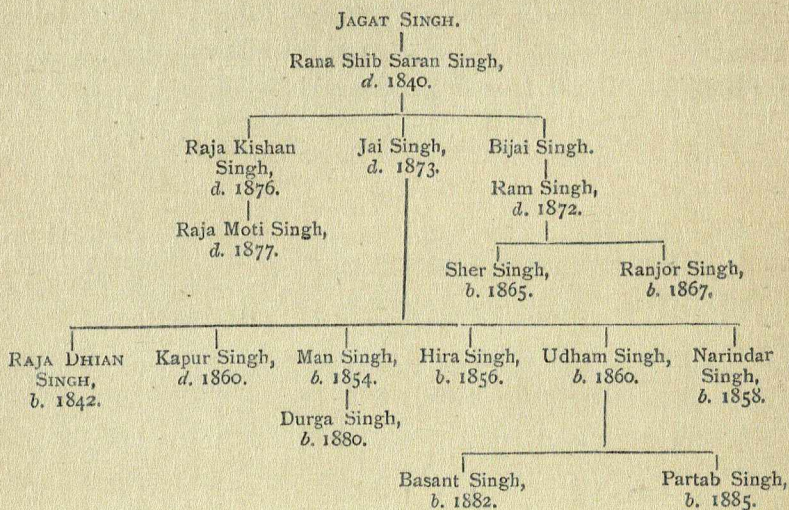 JAGAT SINGH.
Rana Shib Saran Singh,
d. 1840.
Raja Kishan
Singh,
d. 1876.
Jai Singh,
d. 1873.
Bijai Singh.
Raja Moti Singh,
d. 1877.
Ram Singh,
d. 1872.
Sher Singh,
b. 1865.
Ranjor Singh,
b. 1867.
RAJA DHIAN
SINGH,
b. 1842.
Kapur Singh,
d. 1860.
Man Singh,
b. 1854.
Hira Singh,
b. 1856.
Udham Singh,
b. 1860.
Narindar
Singh,
b. 1858.
Durga Singh,
b. 1880.
Basant Singh,
b. 1882.
Partab Singh,
b. 1885.